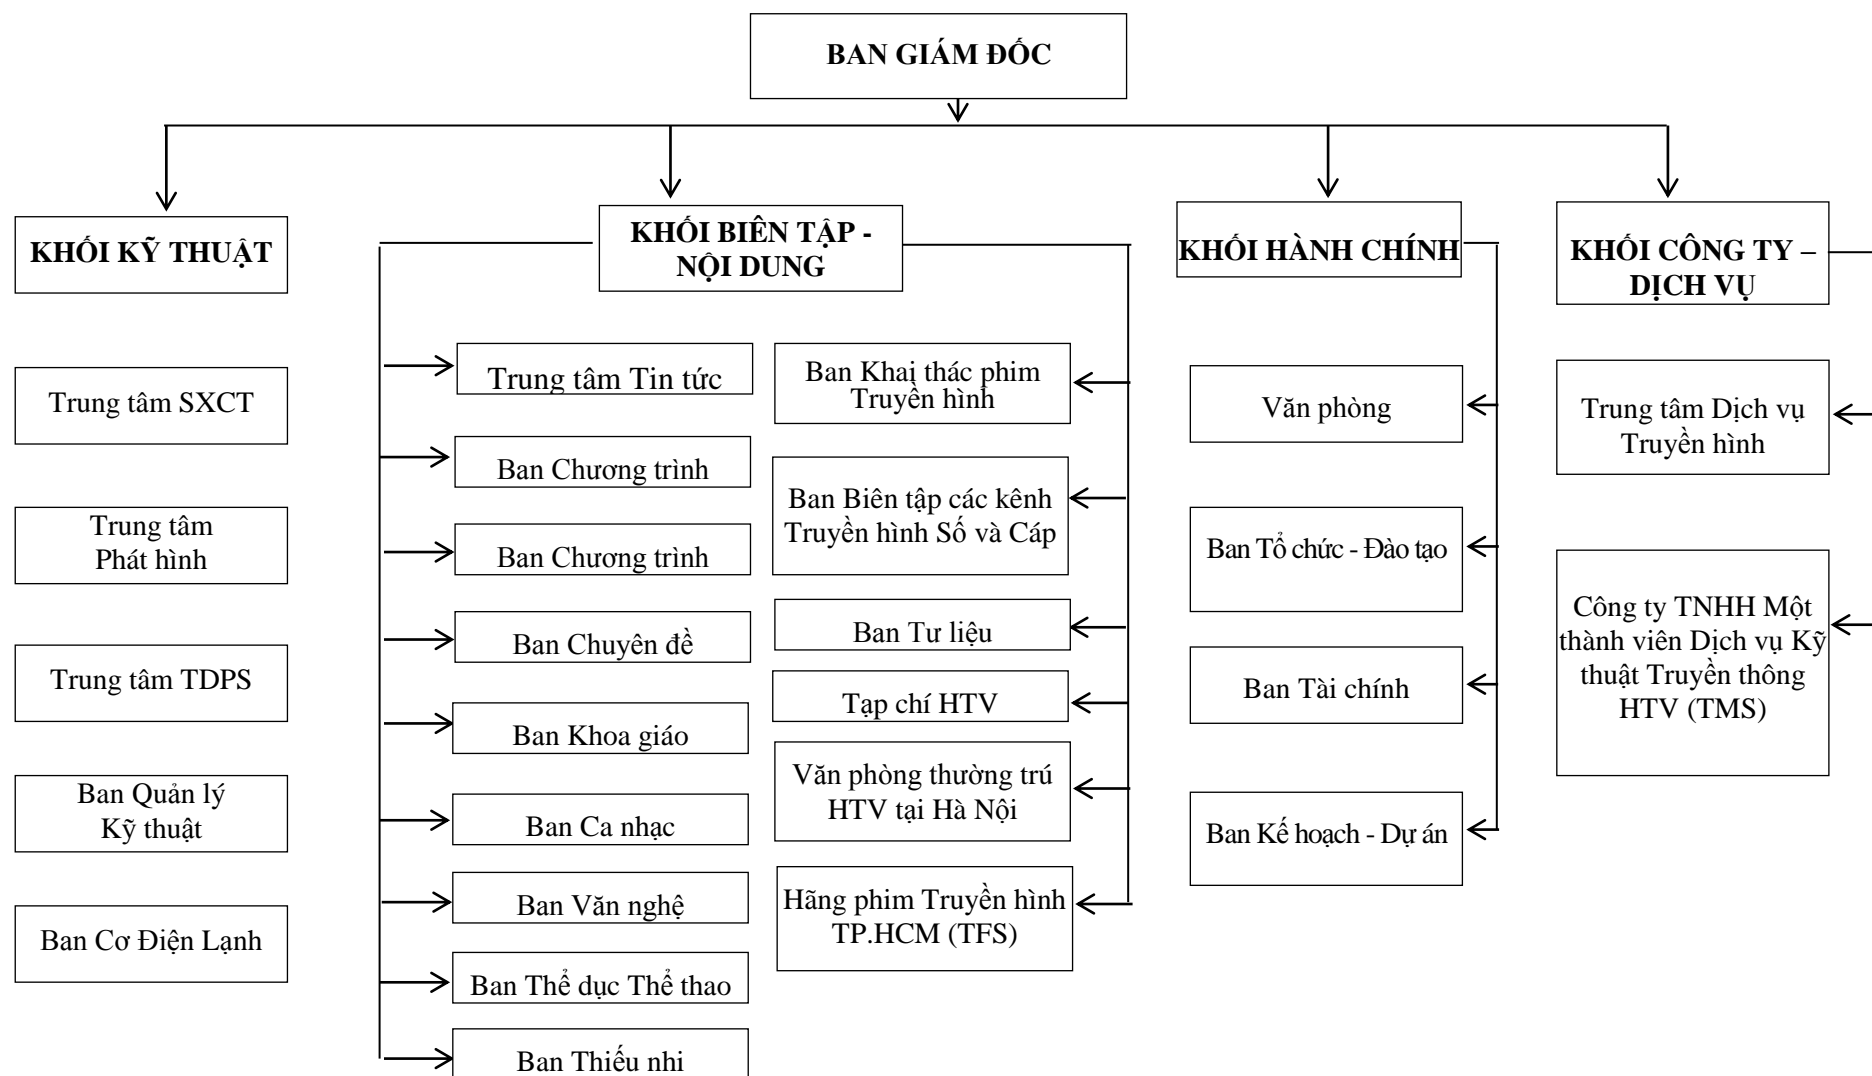 BAN GIÁM ĐỐC
KHỐI KỸ THUẬT
Trung tâm SXCT
Trung tâm
Phát hình
Trung tâm TDPS
Ban Quản lý
Kỹ thuật
Ban Cơ Điện Lạnh
KHỐI BIÊN TẬP -
NỘI DUNG
Trung tâm Tin tức
Ban Chương trình
Ban Chương trình
Ban Chuyên đề
Ban Khoa giáo
Ban Ca nhạc
Ban Văn nghệ
Ban Thể dục Thể thao
Ban Thiếu nhi
Ban Khai thác phim
Truyền hình
Ban Biên tập các kênh
Truyền hình Số và Cáp
Ban Tư liệu
Tạp chí HTV
Văn phòng thường trú
HTV tại Hà Nội
Hãng phim Truyền hình
TP.HCM (TFS)
KHỐI HÀNH CHÍNH
Văn phòng
Ban Tổ chức - Đào tạo
Ban Tài chính
Ban Kế hoạch - Dự án
KHỐI CÔNG TY –
DỊCH VỤ
Trung tâm Dịch vụ
Truyền hình
Công ty TNHH Một
thành viên Dịch vụ Kỹ
thuật Truyền thông
HTV (TMS)